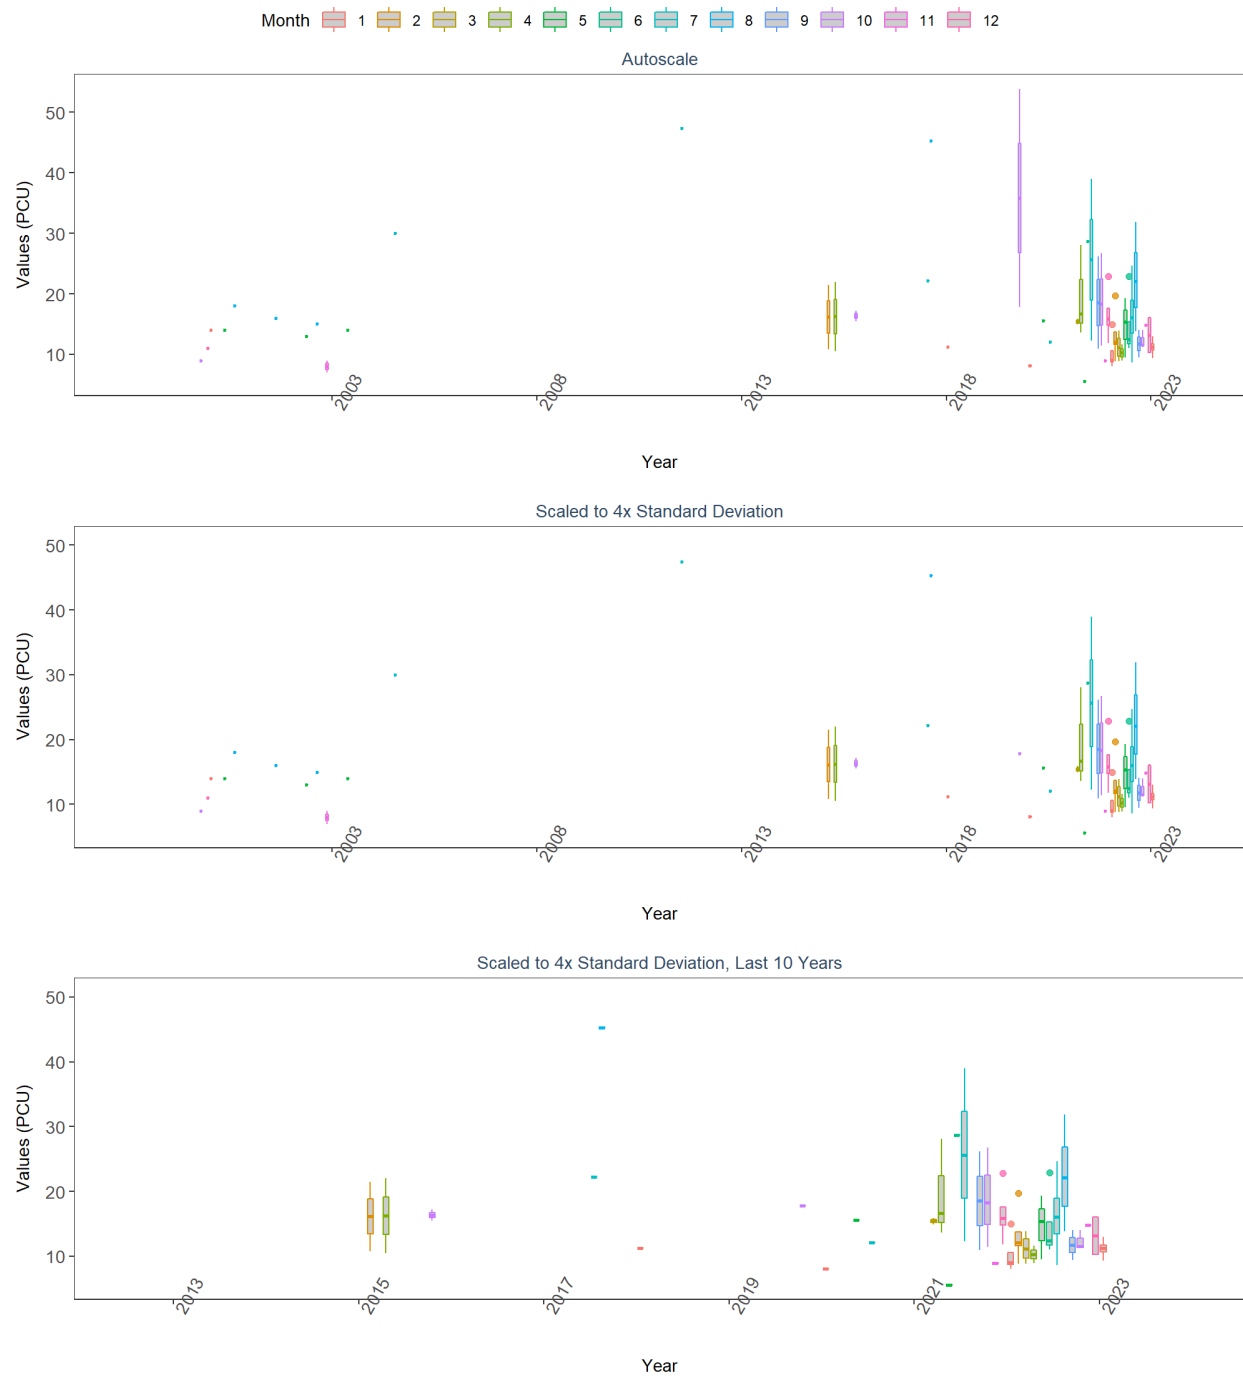 Month 1 2 3 4 5 6 7 8 9 10 11 12
Autoscale
Values (PCU)
50
40
30
20
10
2003 2008 2013 2018 2023
Year
Scaled to 4x Standard Deviation
Values (PCU)
50
40
30
20
10
2003 2008 2013 2018 2023
Year
Scaled to 4x Standard Deviation, Last 10 Years
Values (PCU)
50
40
30
20
10
2013 2015 2017 2019 2021 2023
Year